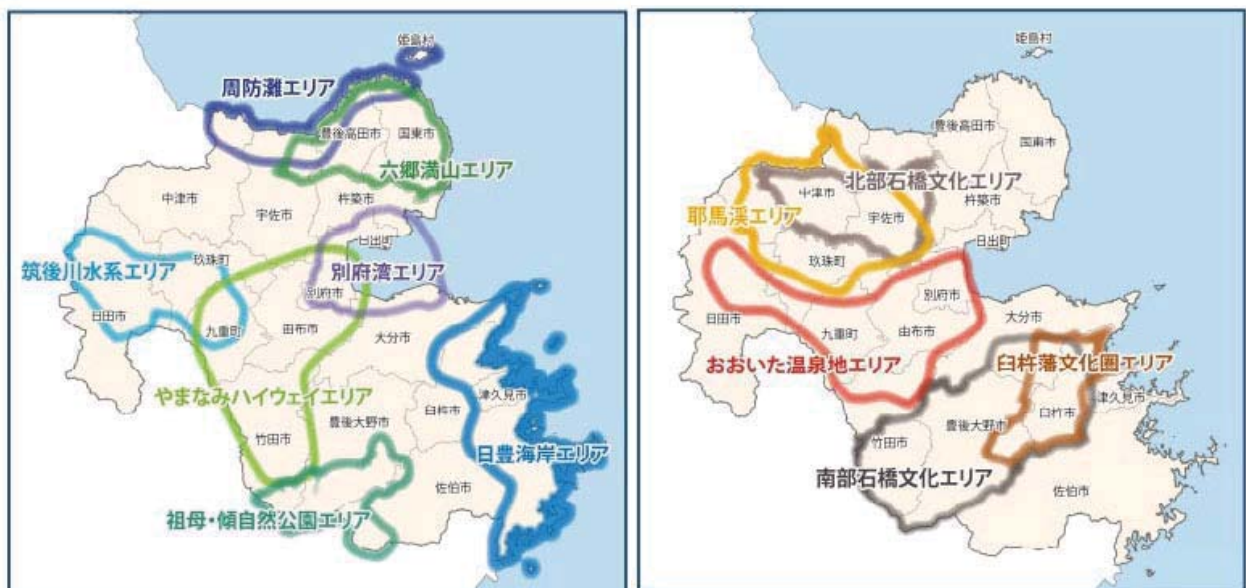 姫島村
周防灘エリア
豊後高田市
国東市
六郷満山エリア
中津市
宇佐市
杵築市
日出町
筑後川水系エリア
玖珠町
別府湾エリア
別府市
日田市
九重町
由布市
大分市
やまなみハイウェイエリア
臼杵市
津久見市
竹田市
豊後大野市
日豊海岸エリア
佐伯市
祖母・傾自然公園エリア
姫島村
豊後高田市
国東市
中津市
北部石橋文化エリア
耶馬渓エリア
宇佐市
杵築市
日出町
玖珠町
別府市
日田市
九重町
由布市
大分市
おおいた温泉地エリア
臼杵藩文化圏エリア
津久見市
臼杵市
竹田市
豊後大野市
南部石橋文化エリア
佐伯市